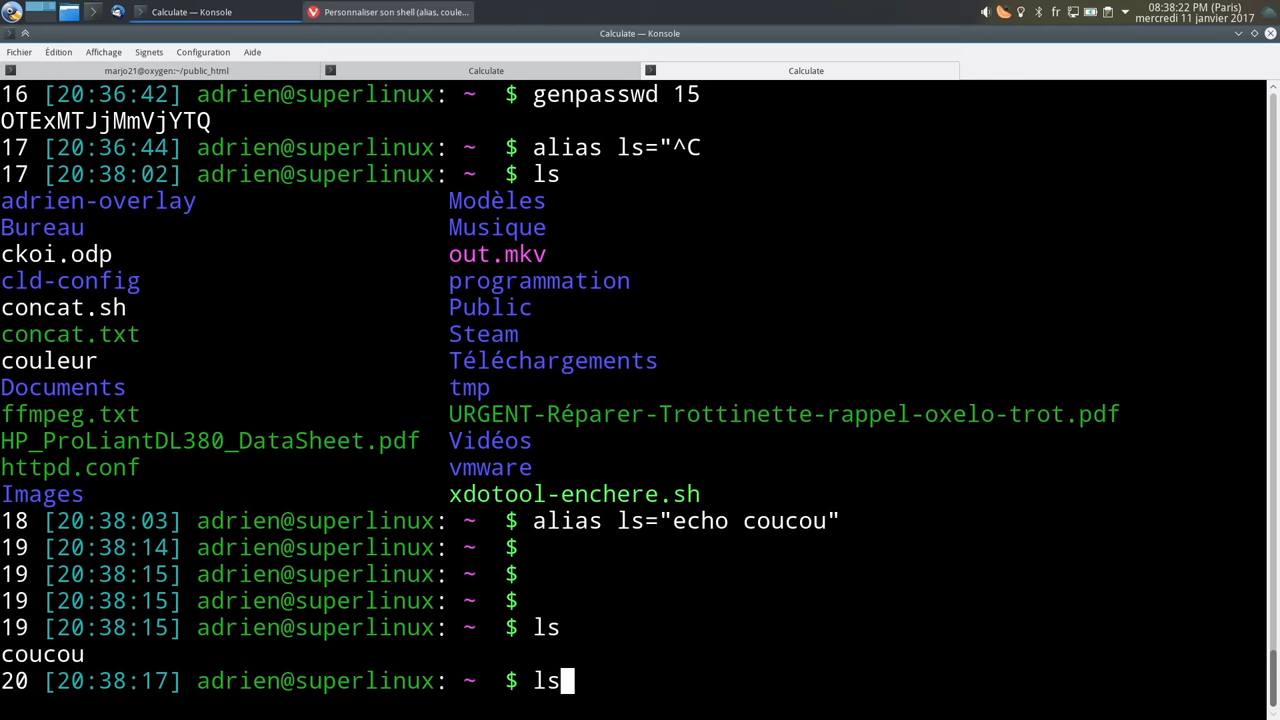 Calculate — Konsole
Personnaliser son shell (alias, coule...
fr
08:38:22 PM (Paris)
mercredi 11 janvier 2017
Calculate — Konsole
Fichier Édition Affichage Signets Configuration Aide
marjo21@oxygen:~/public_html Calculate Calculate
16 [20:36:42] adrien@superlinux: ~ $ genpasswd 15
OTExMTJjMmVjYTQ
17 [20:36:44] adrien@superlinux: ~ $ alias ls="^C
17 [20:38:02] adrien@superlinux: ~ $ ls
adrien-overlay Modèles
Bureau Musique
ckoi.odp out.mkv
cld-config programmation
concat.sh Public
concat.txt Steam
couleur Téléchargements
Documents tmp
ffmpeg.txt URGENT-Réparer-Trottinette-rappel-oxelo-trot.pdf
HP_ProLiantDL380_DataSheet.pdf Vidéos
httpd.conf vmware
Images xdotool-enchere.sh
18 [20:38:03] adrien@superlinux: ~ $ alias ls="echo coucou"
19 [20:38:14] adrien@superlinux: ~ $
19 [20:38:15] adrien@superlinux: ~ $
19 [20:38:15] adrien@superlinux: ~ $
19 [20:38:15] adrien@superlinux: ~ $ ls
coucou
20 [20:38:17] adrien@superlinux: ~ $ ls